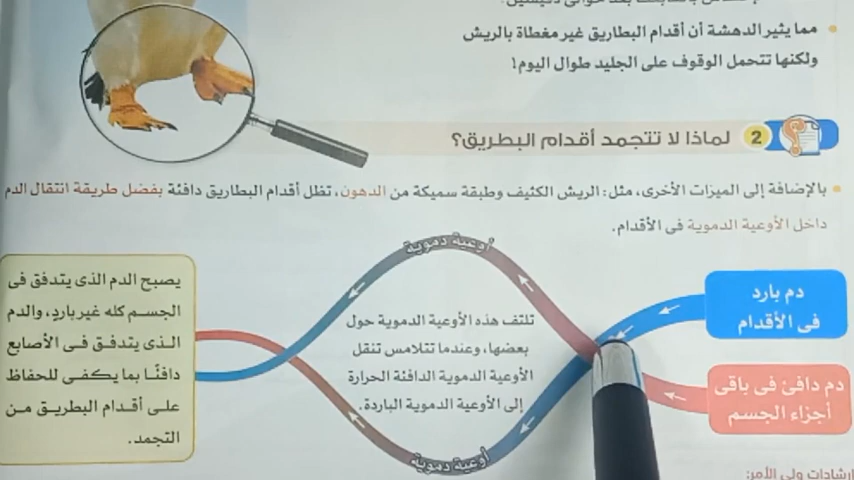 مما يثير الدهشة أن أقدام البطاريق غير مغطاة بالريش
ولكنها تتحمل الوقوف على الجليد طوال اليوم!
2 لماذا لا تتجمد أقدام البطريق؟
بالإضافة إلى الميزات الأخرى، مثل: الريش الكثيف وطبقة سميكة من الدهون، تظل أقدام البطاريق دافئة بفضل طريقة انتقال الدم
داخل الأوعية الدموية فى الأقدام.
أوعية دموية
دم بارد
فى الأقدام
دم دافئ فى باقى
أجزاء الجسم
تلتف هذه الأوعية الدموية حول
بعضها، وعندما تتلامس تنقل
الأوعية الدموية الدافئة الحرارة
إلى الأوعية الدموية الباردة.
أوعية دموية
يصبح الدم الذى يتدفق فى
الجسم كله غير باردٍ، والدم
الذى يتدفق فى الأصابع
دافئًا بما يكفى للحفاظ
على أقدام البطريق من
التجمد.
إرشادات ولى الأمر: